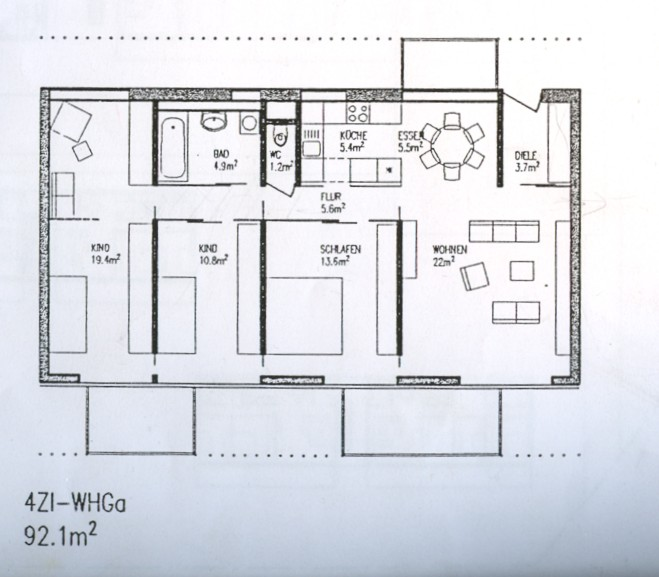 BAD
4.9m²
WC
1.2m²
KÜCHE
5.4m²
ESSEN
5.5m²
DIELE
3.7m²
FLUR
5.6m²
KIND
19.4m²
KIND
10.8m²
SCHLAFEN
13.6m²
WOHNEN
22m²
4ZI-WHGa
92.1m²